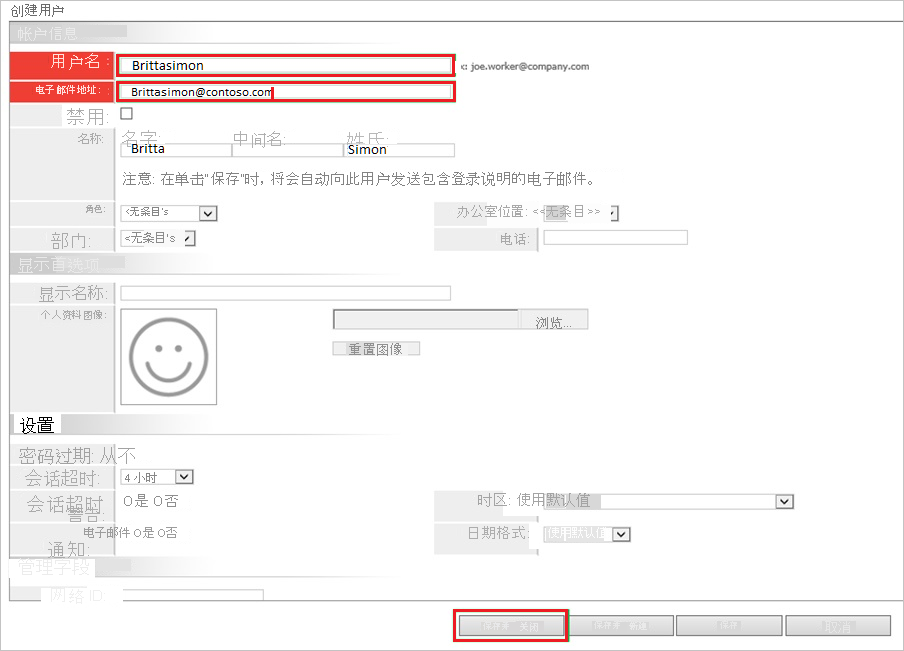 创建用户
帐户信息
用户名:
Brittasimon
x: joe.worker@company.com
电子邮件地址:
Brittasimon@contoso.com
禁用:
名称:
名字:
中间名:
姓氏:
Britta
Simon
注意: 在单击"保存"时, 将会自动向此用户发送包含登录说明的电子邮件。
角色:
<无条目's
办公室位置: <<无条目>>
部门:
<无条目's
电话:
显示首选项
显示名称:
个人资料图像:
浏览...
重置图像
设置
密码过期: 从不
会话超时:
4 小时
会话超时
警告:
O是 O否
时区: 使用默认值
电子邮件 O是 O否
通知:
日期格式:
使用默认值
管理字段
网络 ID:
保存并 关闭
保存并 新建
保存
取消